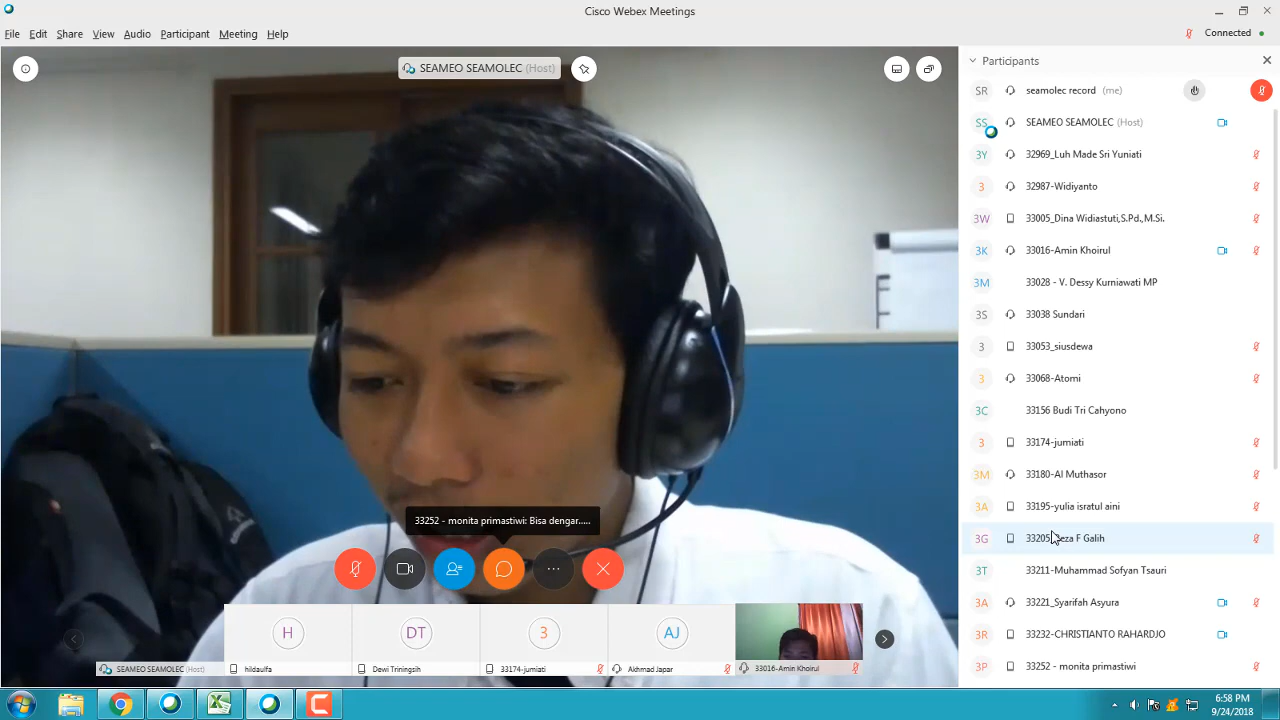 Cisco Webex Meetings
File Edit Share View Audio Participant Meeting Help
Connected
SEAMEO SEAMOLEC (Host)
Participants
SR seamolec record (me)
SS SEAMEO SEAMOLEC (Host)
3Y 32969_Luh Made Sri Yuniati
3 32987-Widiyanto
3W 33005_Dina Widiastuti,S.Pd.,M.Si.
3K 33016-Amin Khoirul
3M 33028 - V. Dessy Kurniawati MP
3S 33038 Sundari
3 33053_siusdewa
3 33068-Atomi
3C 33156 Budi Tri Cahyono
3 33174-jumiati
3M 33180-Al Muthasor
3A 33195-yulia isratul aini
3G 33205 eza F Galih
3T 33211-Muhammad Sofyan Tsauri
3A 33221_Syarifah Asyura
3R 33232-CHRISTIANTO RAHARDJO
3P 33252 - monita primastiwi
33252 - monita primastiwi: Bisa dengar.....
H DT 3 AJ
SEAMEO SEAMOLEC (Host) hildaulfa Dewi Triningsih 33174-jumiati Akhmad Japar 33016-Amin Khoirul
6:58 PM
9/24/2018